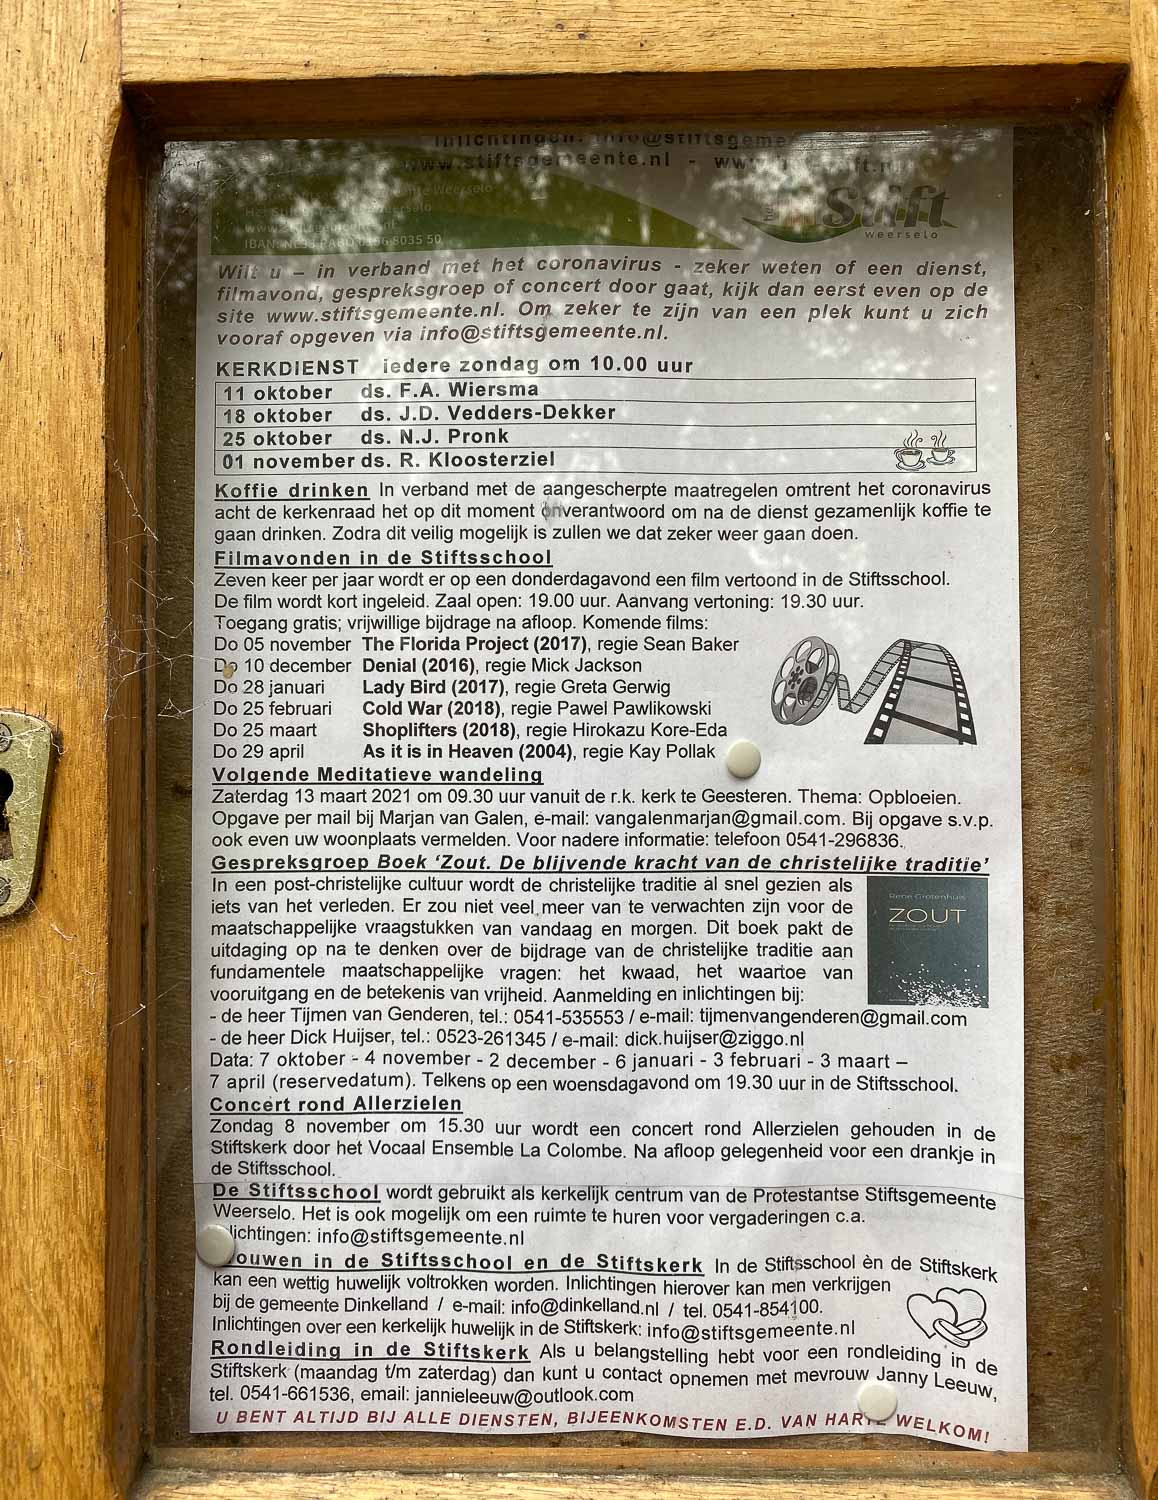 Inlichtingen: info@stiftsgeme
www.stiftsgemeente.nl -
Weerselo
IBAN: 8035 50
het Stift
weerselo
Wilt u – in verband met het coronavirus - zeker weten of een dienst,
filmavond, gespreksgroep of concert door gaat, kijk dan eerst even op de
site www.stiftsgemeente.nl. Om zeker te zijn van een plek kunt u zich
vooraf opgeven via info@stiftsgemeente.nl.
KERKDIENST iedere zondag om 10.00 uur
11 oktober ds. F.A. Wiersma
18 oktober ds. J.D. Vedders-Dekker
25 oktober ds. N.J. Pronk
01 november ds. R. Kloosterziel
Koffie drinken In verband met de aangescherpte maatregelen omtrent het coronavirus
acht de kerkenraad het op dit moment onverantwoord om na de dienst gezamenlijk koffie te
gaan drinken. Zodra dit veilig mogelijk is zullen we dat zeker weer gaan doen.
Filmavonden in de Stiftsschool
Zeven keer per jaar wordt er op een donderdagavond een film vertoond in de Stiftsschool.
De film wordt kort ingeleid. Zaal open: 19.00 uur. Aanvang vertoning: 19.30 uur.
Toegang gratis; vrijwillige bijdrage na afloop. Komende films:
Do 05 november The Florida Project (2017), regie Sean Baker
Do 10 december Denial (2016), regie Mick Jackson
Do 28 januari Lady Bird (2017), regie Greta Gerwig
Do 25 februari Cold War (2018), regie Pawel Pawlikowski
Do 25 maart Shoplifters (2018), regie Hirokazu Kore-Eda
Do 29 april As it is in Heaven (2004), regie Kay Pollak
Volgende Meditatieve wandeling
Zaterdag 13 maart 2021 om 09.30 uur vanuit de r.k. kerk te Geesteren. Thema: Opbloeien.
Opgave per mail bij Marjan van Galen, e-mail: vangalenmarjan@gmail.com. Bij opgave s.v.p.
ook even uw woonplaats vermelden. Voor nadere informatie: telefoon 0541-296836.
Gespreksgroep Boek ‘Zout. De blijvende kracht van de christelijke traditie’
In een post-christelijke cultuur wordt de christelijke traditie al snel gezien als
iets van het verleden. Er zou niet veel meer van te verwachten zijn voor de
maatschappelijke vraagstukken van vandaag en morgen. Dit boek pakt de
uitdaging op na te denken over de bijdrage van de christelijke traditie aan
fundamentele maatschappelijke vragen: het kwaad, het waartoe van
vooruitgang en de betekenis van vrijheid. Aanmelding en inlichtingen bij:
Rene Grotenhuis
ZOUT
- de heer Tijmen van Genderen, tel.: 0541-535553 / e-mail: tijmenvangenderen@gmail.com
- de heer Dick Huijser, tel.: 0523-261345 / e-mail: dick.huijser@ziggo.nl
Data: 7 oktober - 4 november - 2 december - 6 januari - 3 februari - 3 maart –
7 april (reservedatum). Telkens op een woensdagavond om 19.30 uur in de Stiftsschool.
Concert rond Allerzielen
Zondag 8 november om 15.30 uur wordt een concert rond Allerzielen gehouden in de
Stiftskerk door het Vocaal Ensemble La Colombe. Na afloop gelegenheid voor een drankje in
de Stiftsschool.
De Stiftsschool wordt gebruikt als kerkelijk centrum van de Protestantse Stiftsgemeente
Weerselo. Het is ook mogelijk om een ruimte te huren voor vergaderingen c.a.
lichtingen: info@stiftsgemeente.nl
ouwen in de Stiftsschool en de Stiftskerk In de Stiftsschool èn de Stiftskerk
kan een wettig huwelijk voltrokken worden. Inlichtingen hierover kan men verkrijgen
bij de gemeente Dinkelland / e-mail: info@dinkelland.nl / tel. 0541-854100.
Inlichtingen over een kerkelijk huwelijk in de Stiftskerk: info@stiftsgemeente.nl
Rondleiding in de Stiftskerk Als u belangstelling hebt voor een rondleiding in de
Stiftskerk (maandag t/m zaterdag) dan kunt u contact opnemen met mevrouw Janny Leeuw,
tel. 0541-661536, email: jannieleeuw@outlook.com
U BENT ALTIJD BIJ ALLE DIENSTEN, BIJEENKOMSTEN E.D. VAN HARTE WELKOM!